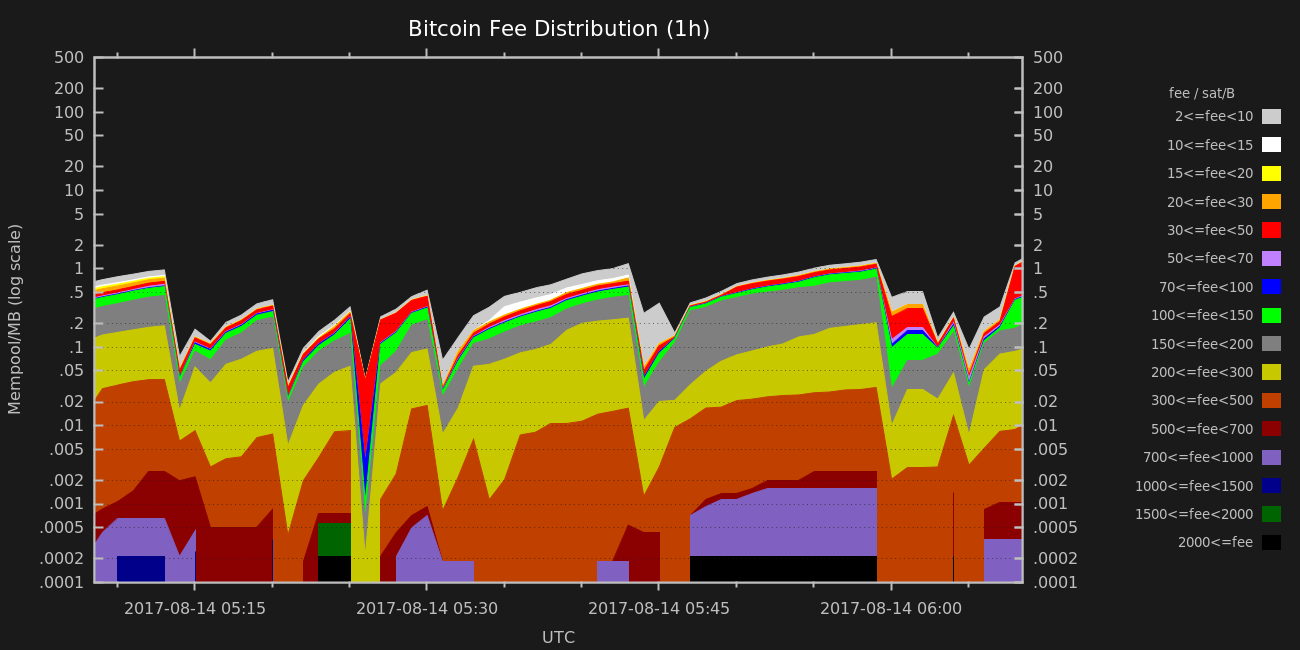 Bitcoin Fee Distribution (1h)
Mempool/MB (log scale)
500
200
100
50
20
10
5
2
1
.5
.2
.1
.05
.02
.01
.005
.002
.001
.0005
.0002
.0001
500
200
100
50
20
10
5
2
1
.5
.2
.1
.05
.02
.01
.005
.002
.001
.0005
.0002
.0001
2017-08-14 05:15
2017-08-14 05:30
2017-08-14 05:45
2017-08-14 06:00
UTC
fee / sat/B
2<=fee<10
10<=fee<15
15<=fee<20
20<=fee<30
30<=fee<50
50<=fee<70
70<=fee<100
100<=fee<150
150<=fee<200
200<=fee<300
300<=fee<500
500<=fee<700
700<=fee<1000
1000<=fee<1500
1500<=fee<2000
2000<=fee